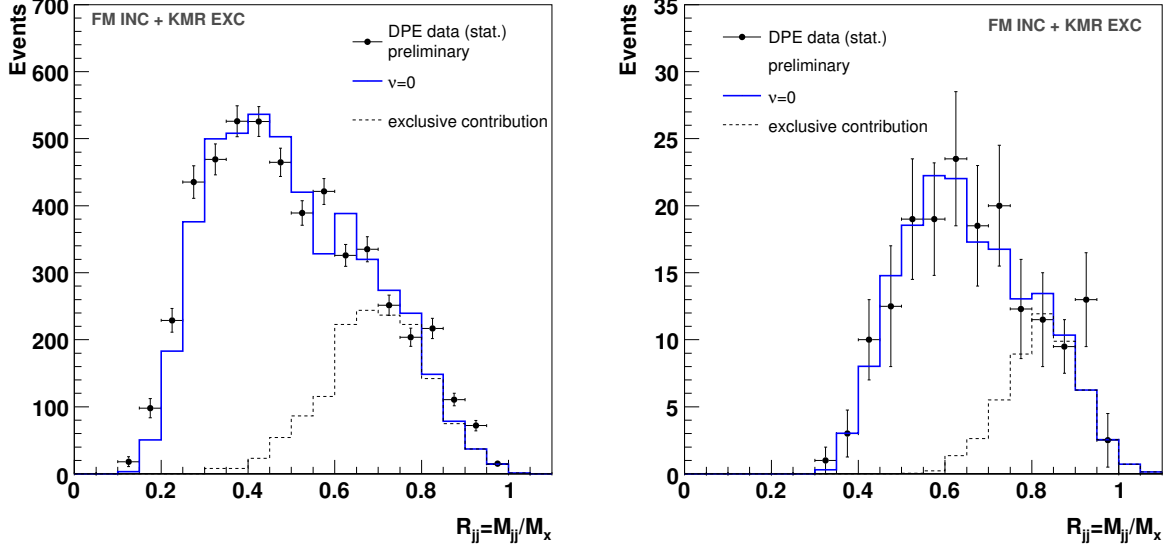 FM INC + KMR EXC
Events
700
600
500
400
300
200
100
0
DPE data (stat.)
preliminary
ν=0
exclusive contribution
0 0.2 0.4 0.6 0.8 1
R_jj=M_jj/M_x
FM INC + KMR EXC
Events
35
30
25
20
15
10
5
0
DPE data (stat.)
preliminary
ν=0
exclusive contribution
0 0.2 0.4 0.6 0.8 1
R_jj=M_jj/M_x